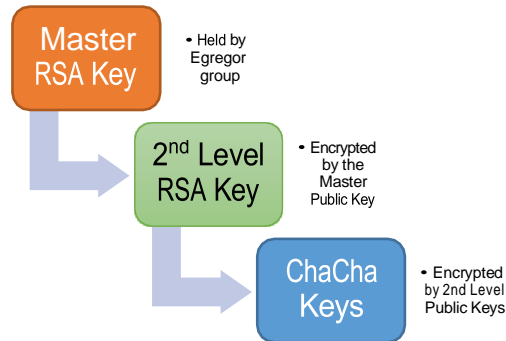 Master
RSA Key
• Held by
Egregor
group
2nd Level
RSA Key
• Encrypted
by the
Master
Public Key
ChaCha
Keys
• Encrypted
by 2nd Level
Public Keys